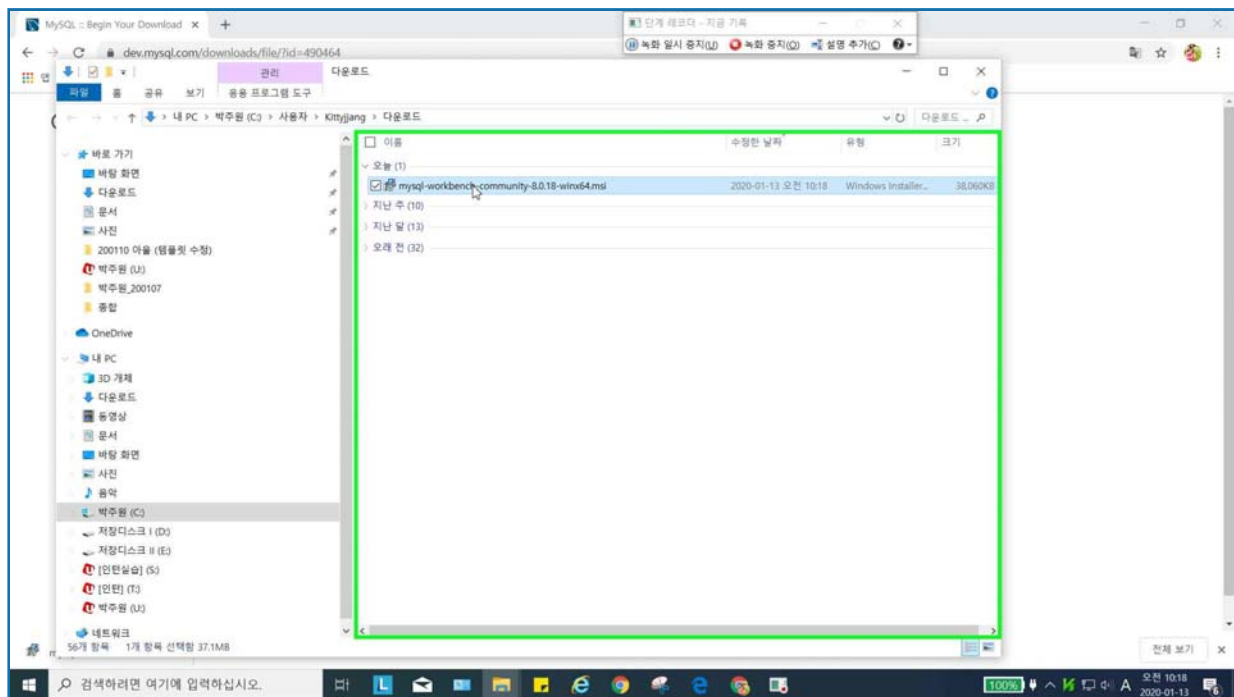 MySQL :: Begin Your Download
단계 레코더 - 지금 기록
dev.mysql.com/downloads/file/?id=490464
녹화 일시 중지(U) 녹화 중지(O) 설명 추가(C)
관리 다운로드
파일 홈 공유 보기 응용 프로그램 도구
내 PC > 박주원 (C:) > 사용자 > Kittyjjang > 다운로드
다운로드 ...
이름 수정한 날짜 유형 크기
바로 가기
바탕 화면
다운로드
문서
사진
200110 아울 (템플릿 수정)
박주원 (U:)
박주원_200107
종합
OneDrive
내 PC
3D 개체
다운로드
동영상
문서
바탕 화면
사진
음악
박주원 (C:)
저장디스크 I (D:)
저장디스크 II (E:)
[인턴실습] (S:)
[인턴] (T:)
박주원 (U:)
네트워크
오늘 (1)
mysql-workbench-community-8.0.18-winx64.msi 2020-01-13 오전 10:18 Windows Installer... 38,060KB
지난 주 (10)
지난 달 (13)
오래 전 (32)
56개 항목 1개 항목 선택함 37.1MB
전체 보기
검색하려면 여기에 입력하십시오.
100%
A
오전 10:18
2020-01-13